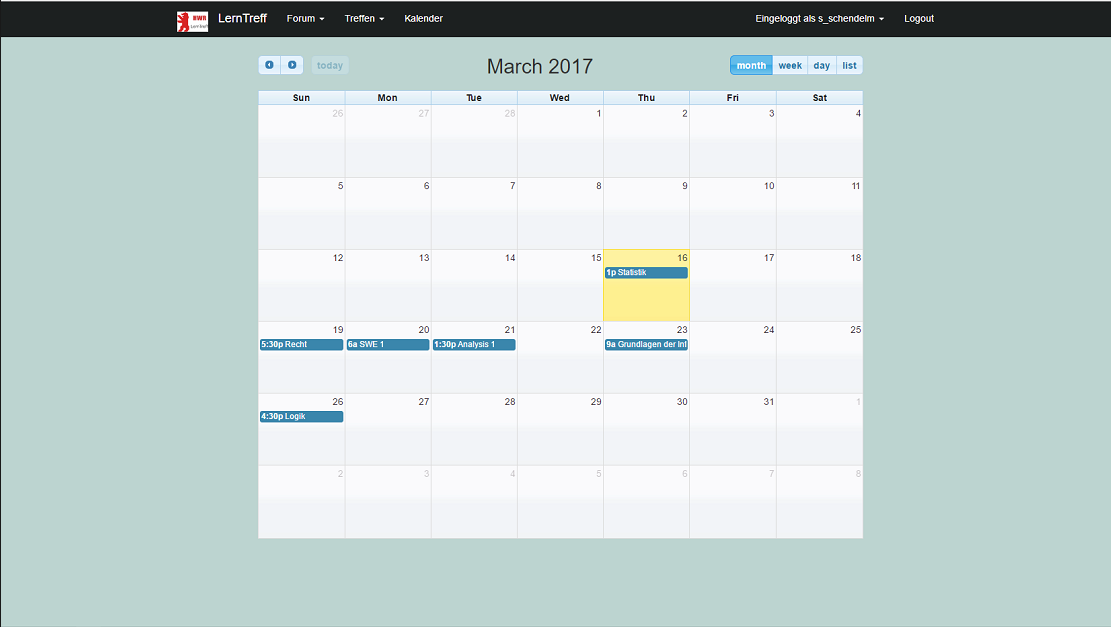 HWR LernTreff Forum Treffen Kalender Eingeloggt als s_schendelm Logout
today March 2017 month week day list
Sun Mon Tue Wed Thu Fri Sat
26 27 28 1 2 3 4
5 6 7 8 9 10 11
12 13 14 15 16 17 18
1p Statistik
19 20 21 22 23 24 25
5:30p Recht 6a SWE 1 1:30p Analysis 1 9a Grundlagen der Inf
26 27 28 29 30 31 1
4:30p Logik
2 3 4 5 6 7 8